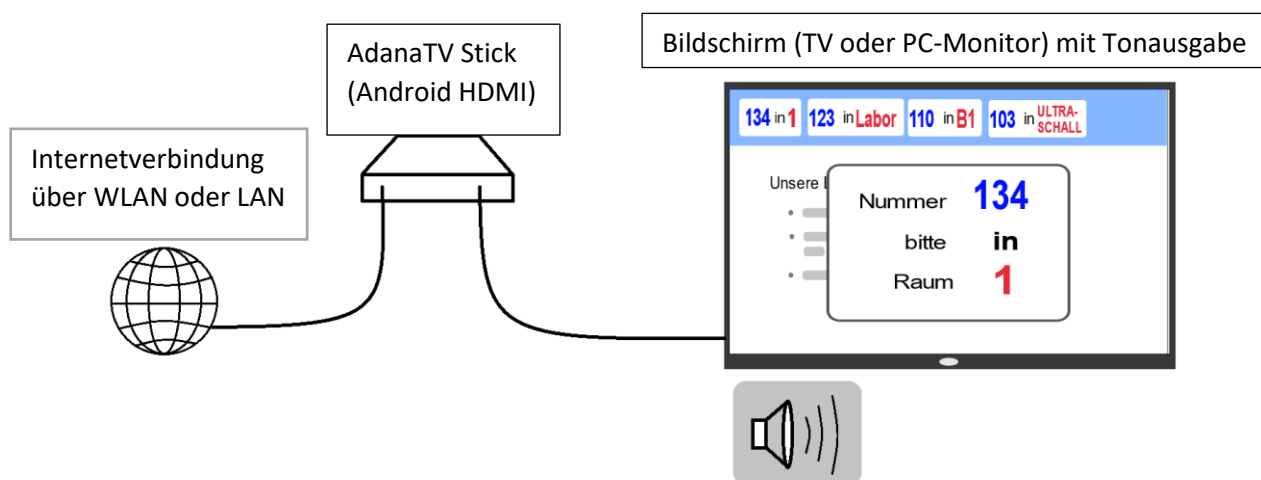 AdanaTV Stick
(Android HDMI)
Bildschirm (TV oder PC-Monitor) mit Tonausgabe
Internetverbindung
über WLAN oder LAN
134 in 1 123 in Labor 110 in B1 103 in ULTRA-
SCHALL
Unsere
Nummer 134
bitte in
Raum 1